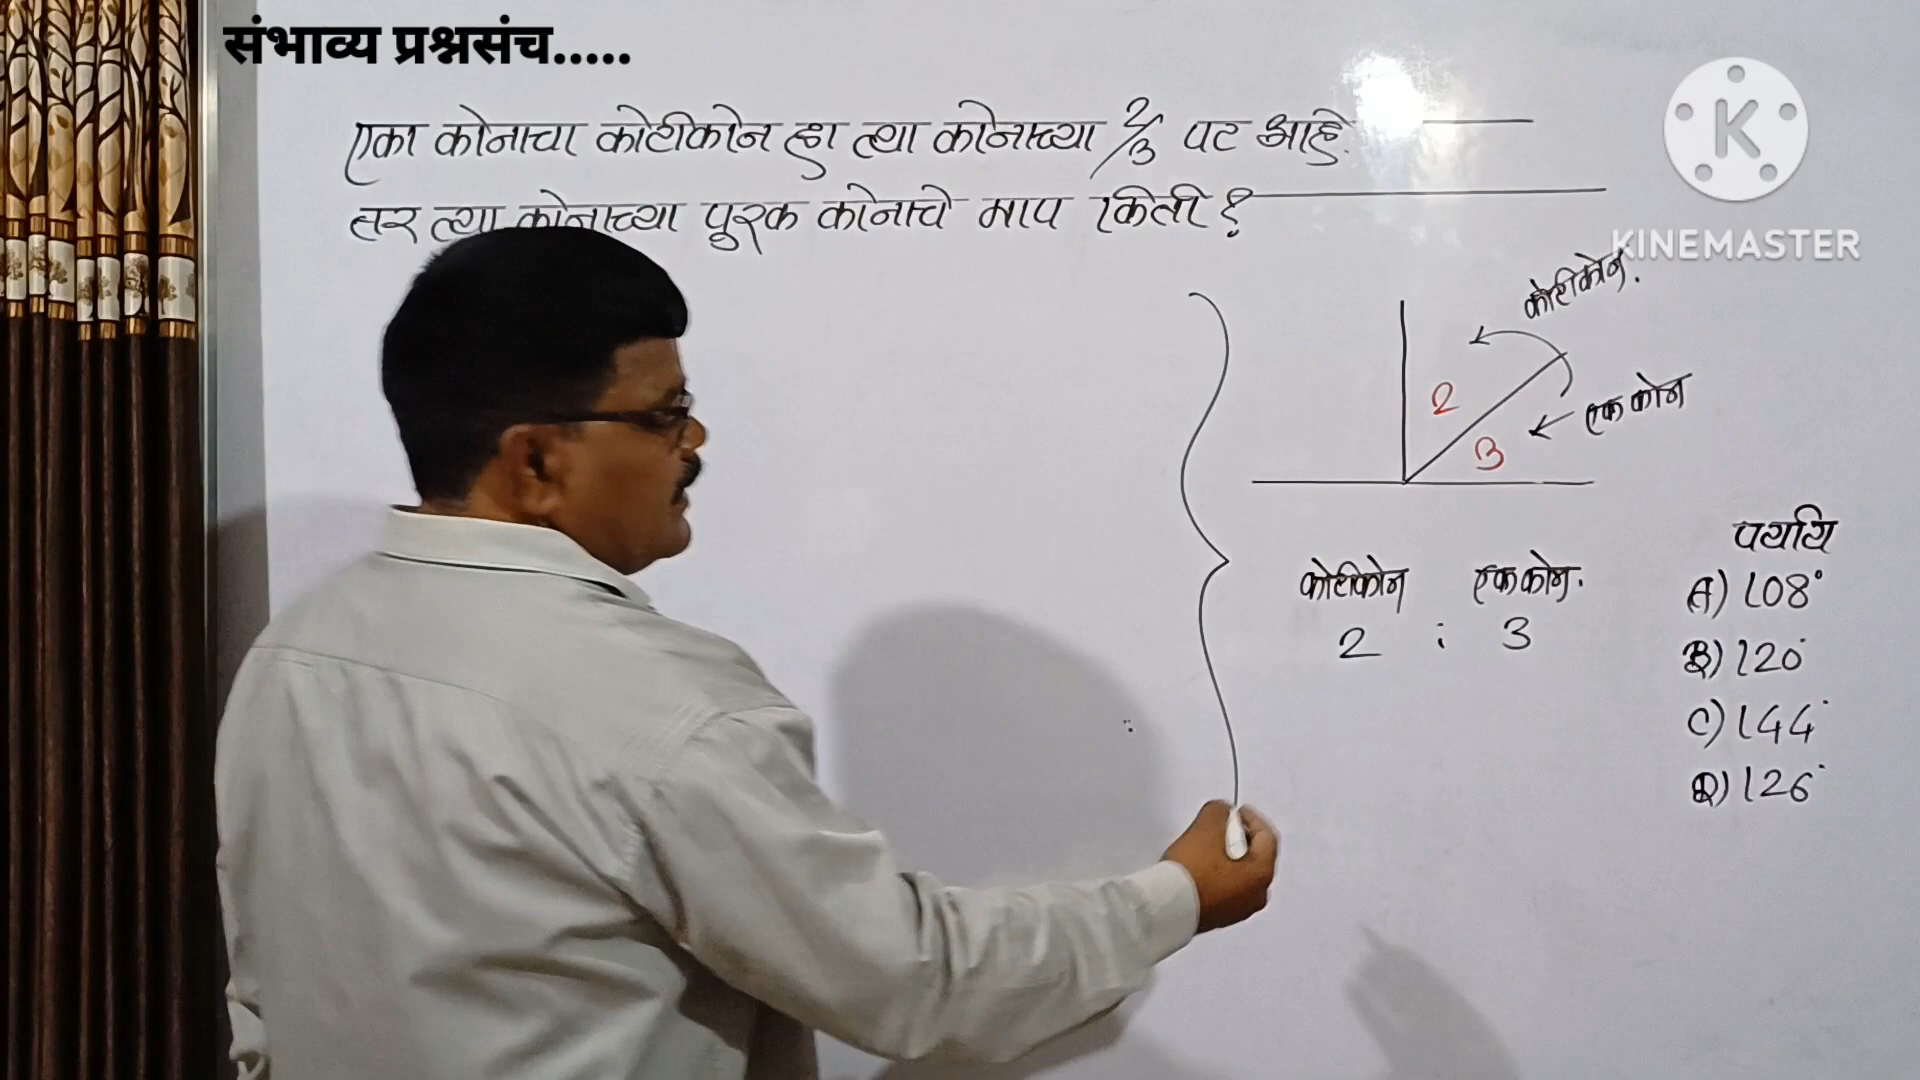 संभाव्य प्रश्नसंच.....
एका कोनाचा कोटीकोन हा त्या कोनाच्या 2/3 पट आहे.
तर त्या कोनाच्या पुरक कोनाचे माप किती ?
K
KINEMASTER
कोटीकोन.
2
एक कोन
3
कोटीकोन एक कोन.
2 : 3
पर्याय
A) 108°
B) 120°
C) 144°
D) 126°